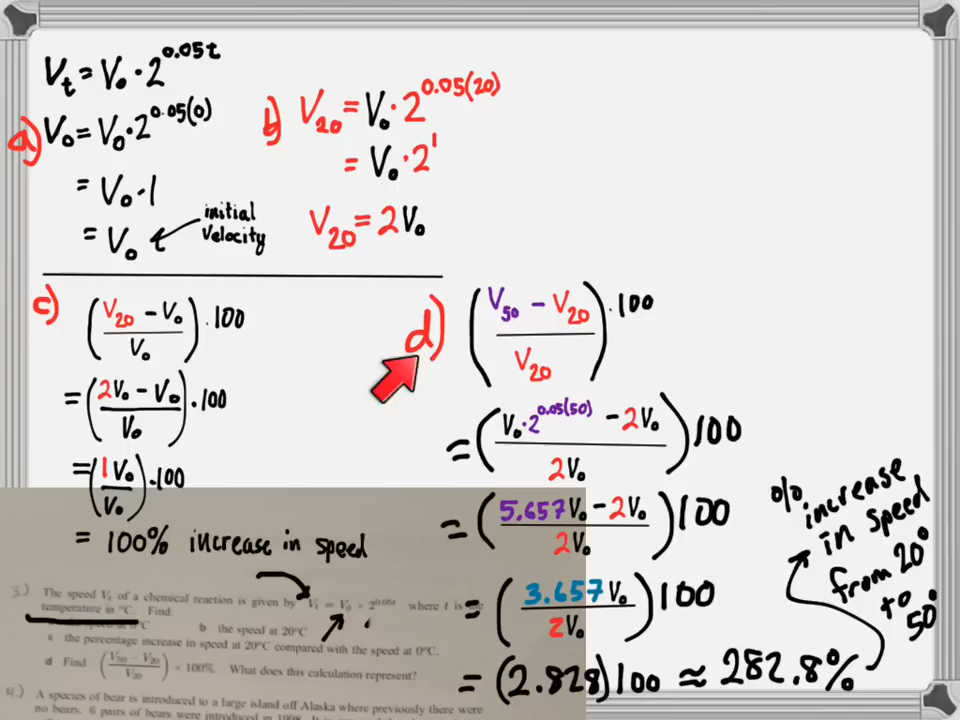 Vₜ = V₀ · 2^0.05t
a) V₀ = V₀ · 2^0.05(0)
= V₀ · 1
= V₀ ← initial velocity
b) V₂₀ = V₀ · 2^0.05(20)
= V₀ · 2¹
V₂₀ = 2V₀
c) ((V₂₀ − V₀)/V₀) · 100
= ((2V₀ − V₀)/V₀) · 100
= (1V₀/V₀) · 100
= 100% increase in speed
d) ((V₅₀ − V₂₀)/V₂₀) · 100
= ((V₀ · 2^0.05(50) − 2V₀)/2V₀) 100
= ((5.657V₀ − 2V₀)/2V₀) 100
= (3.657V₀/2V₀) 100
= (2.828) 100 ≈ 282.8%
% increase in speed from 20° to 50°
3.) The speed Vₜ of a chemical reaction is given by Vₜ = V₀ × 2^0.05t where t is the
temperature in °C. Find:
0°C b the speed at 20°C
c the percentage increase in speed at 20°C compared with the speed at 0°C.
d Find ((V₅₀ − V₂₀)/V₂₀) × 100%. What does this calculation represent?
4.) A species of bear is introduced to a large island off Alaska where previously there were
no bears. 6 pairs of bears were introduced in 1998.